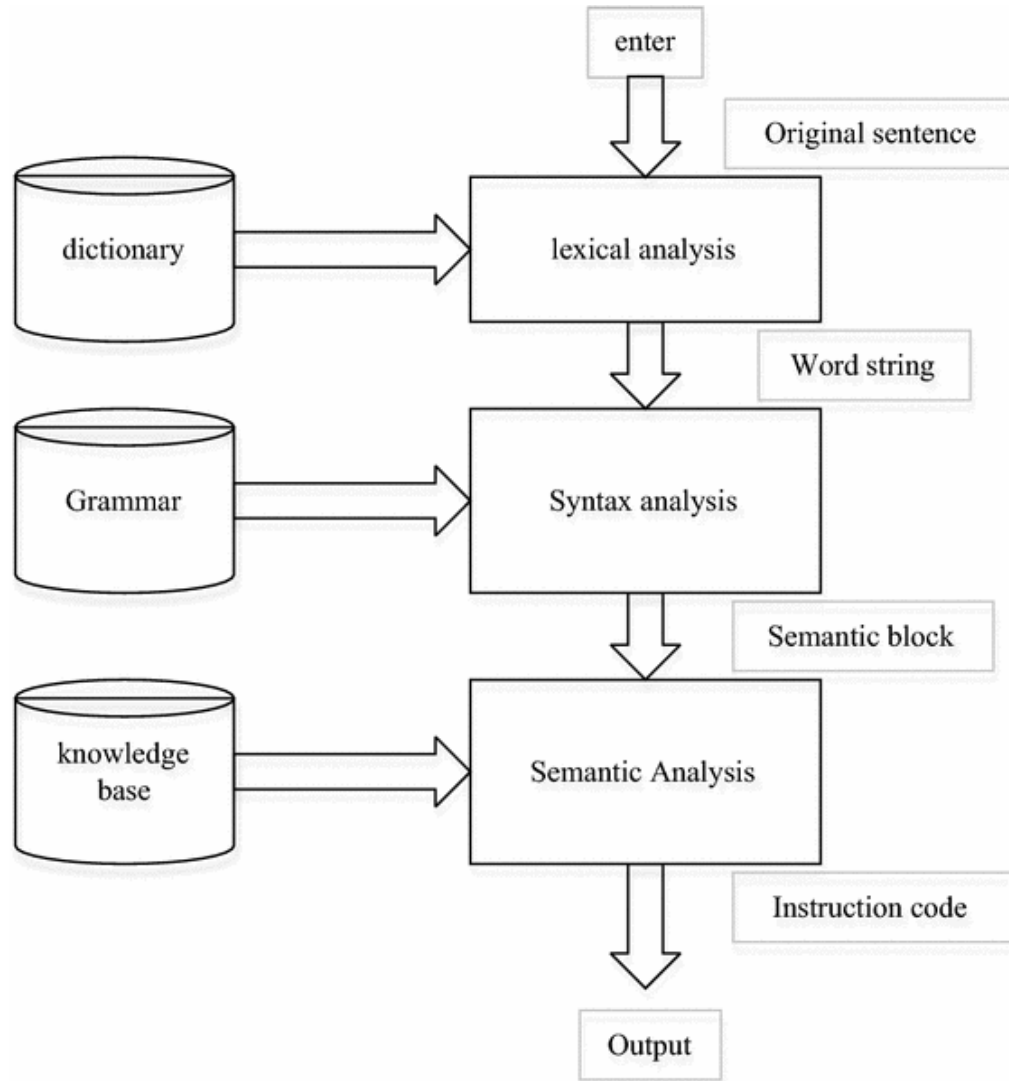 enter
Original sentence
dictionary
lexical analysis
Word string
Grammar
Syntax analysis
Semantic block
knowledge
base
Semantic Analysis
Instruction code
Output